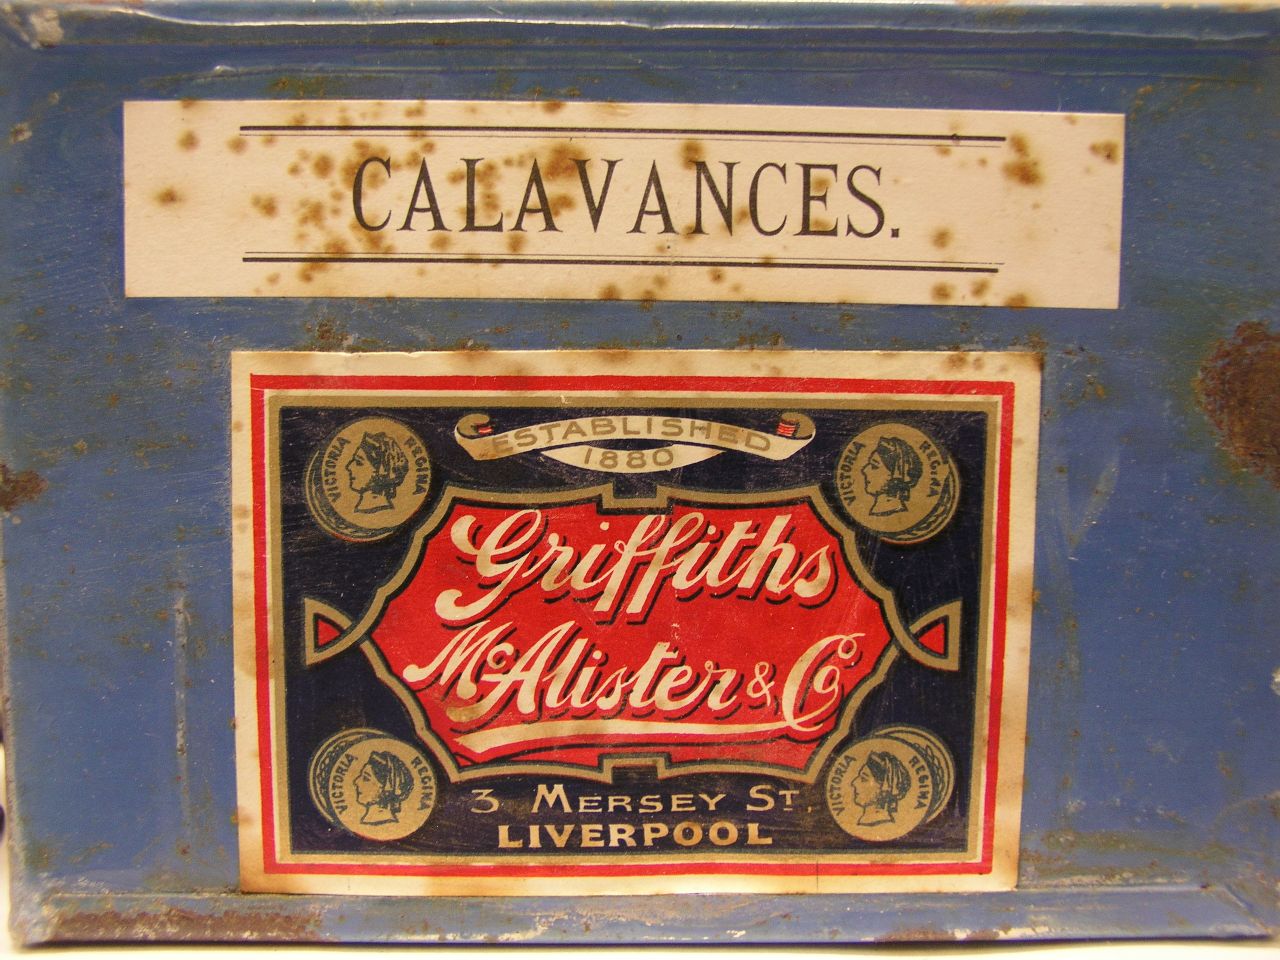 CALAVANCES.
ESTABLISHED
1880
VICTORIA REGINA
VICTORIA REGINA
Griffiths
McAlister & Co
VICTORIA REGINA
VICTORIA REGINA
3 MERSEY ST,
LIVERPOOL